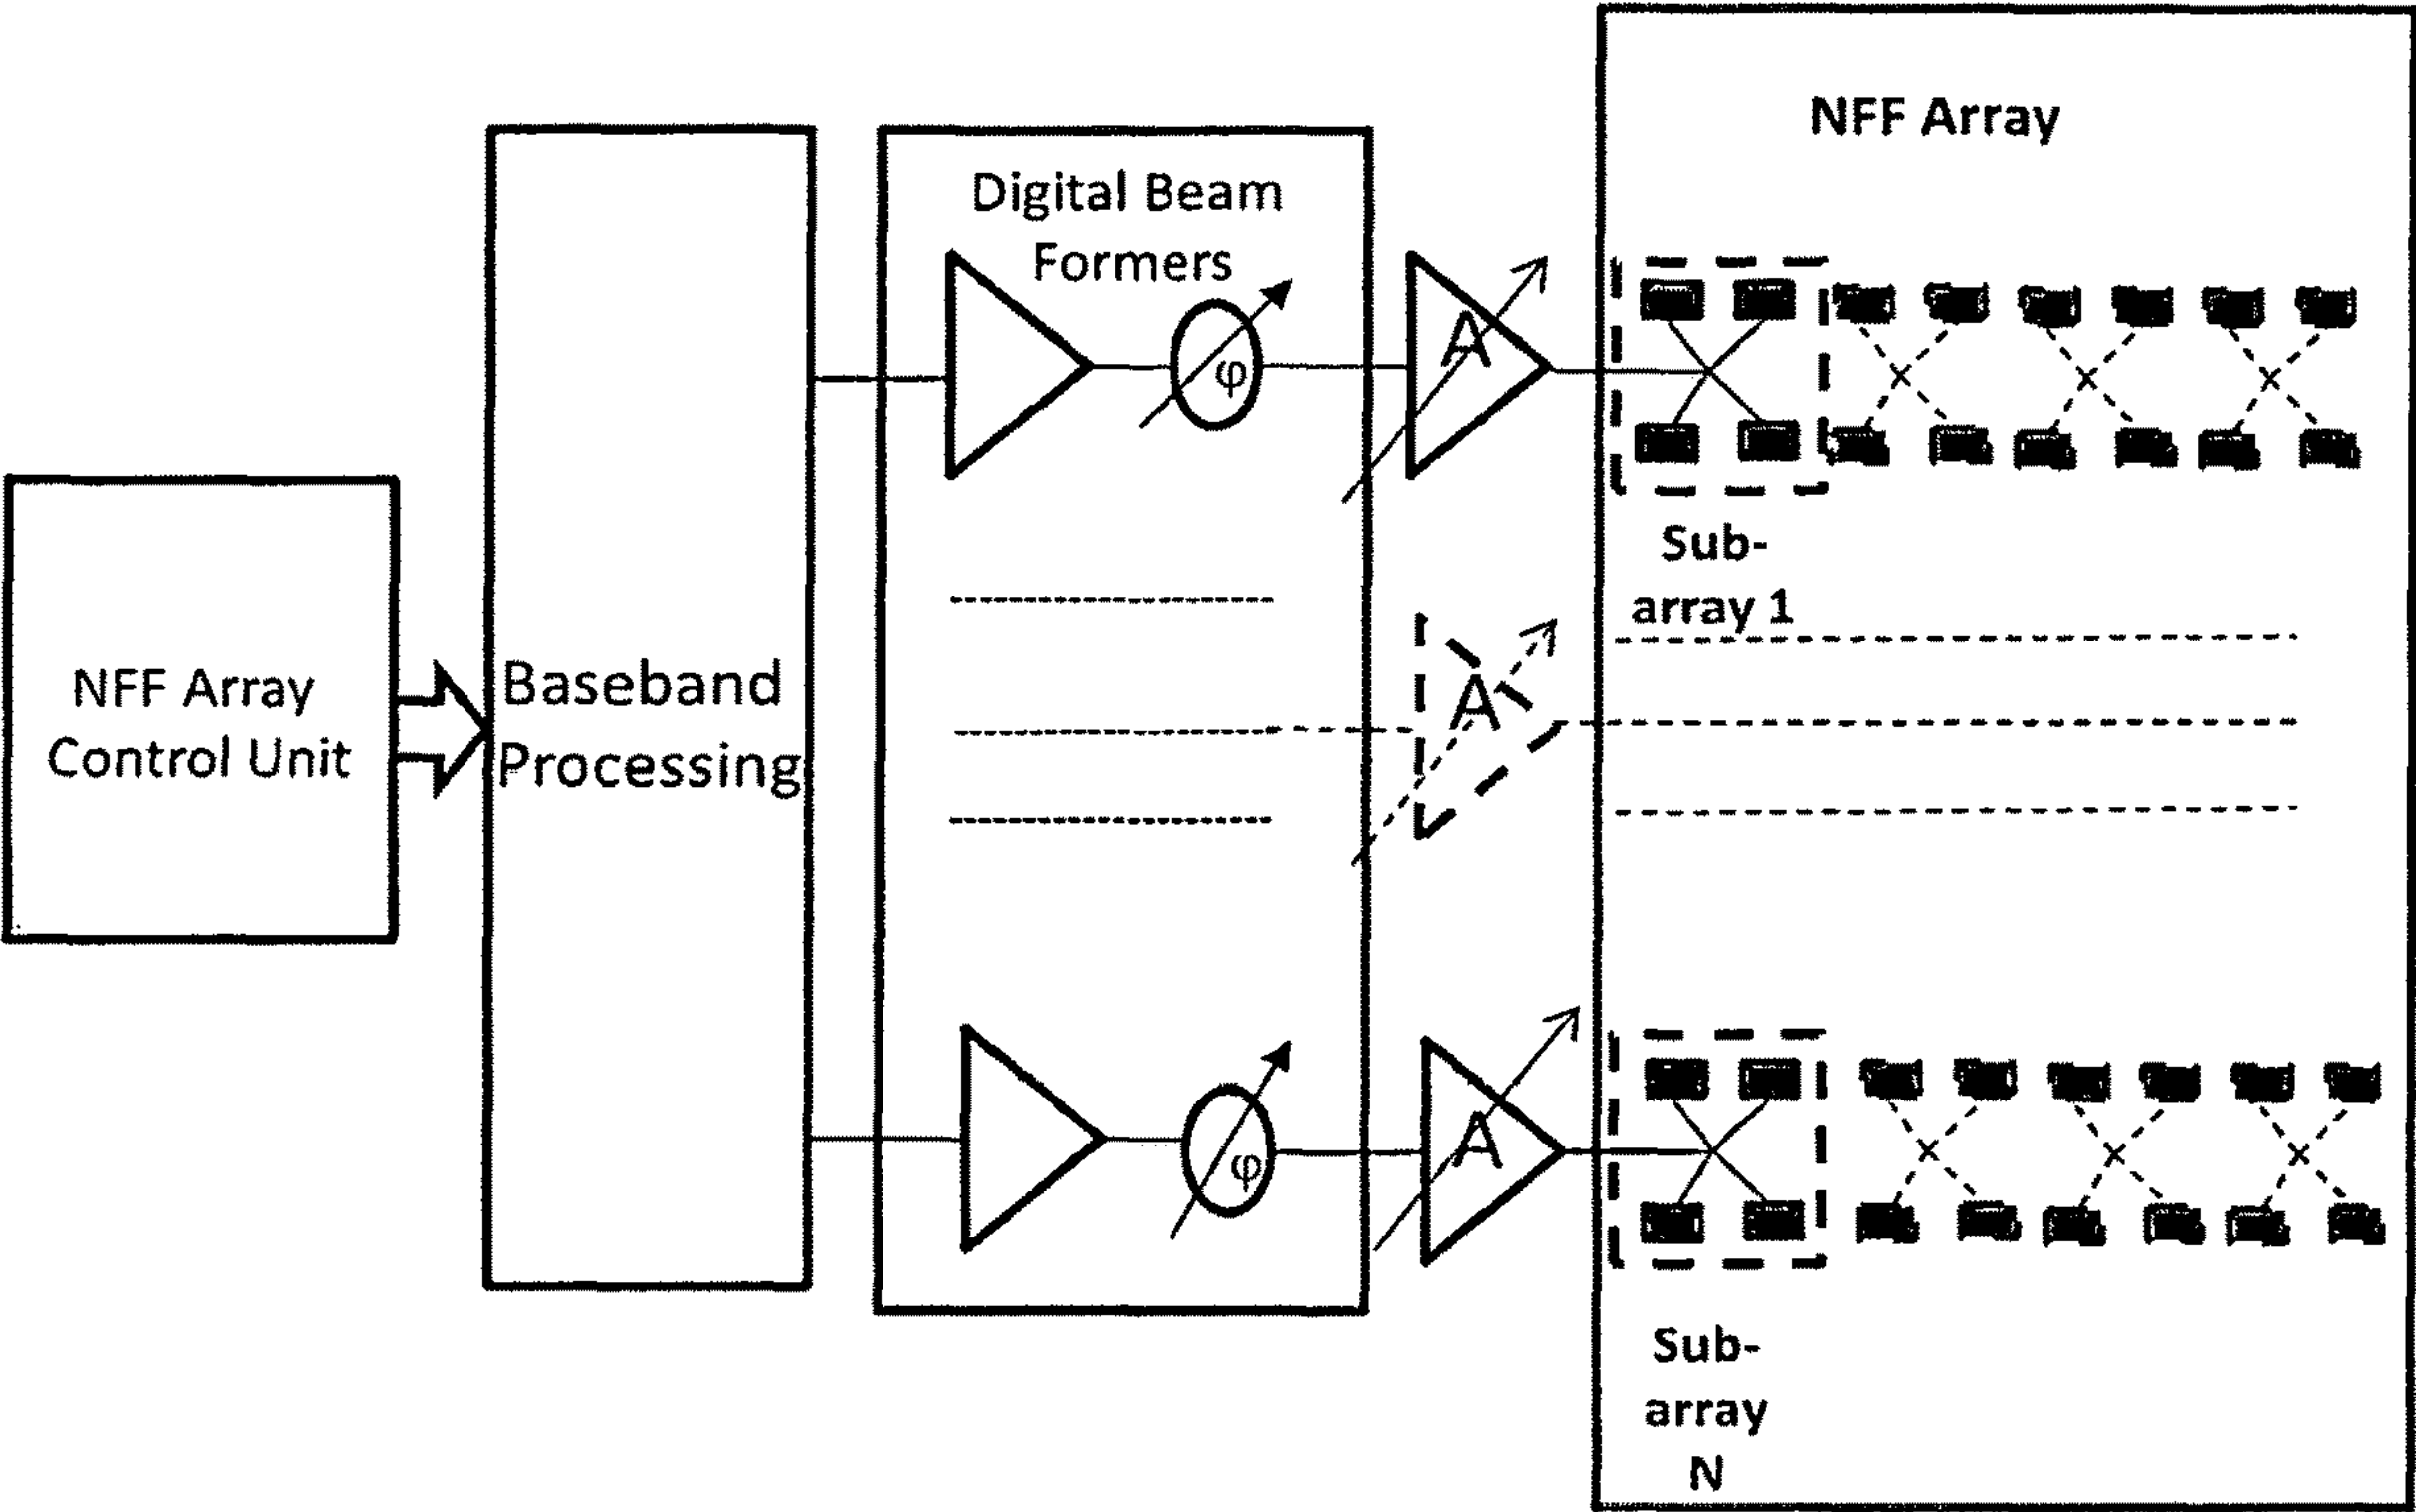 NFF Array
Control Unit
Baseband
Processing
Digital Beam
Formers
φ
A
A
φ
A
NFF Array
Sub-
array 1
Sub-
array
N